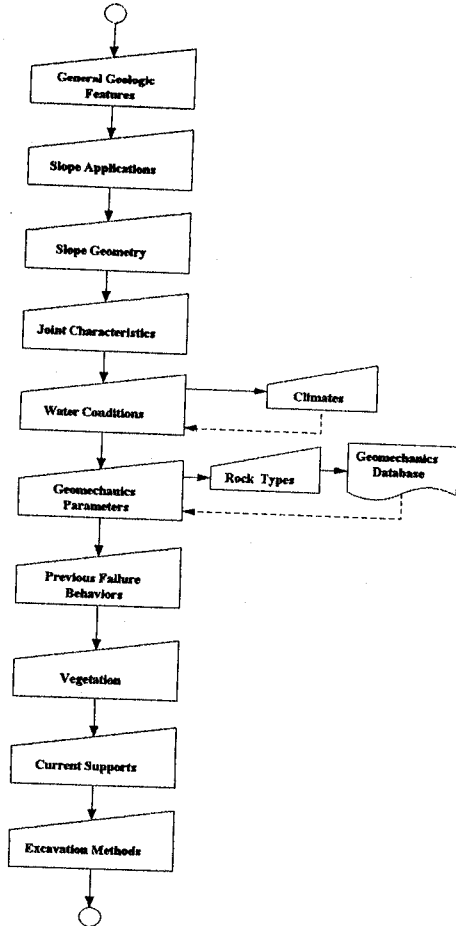 General Geologic
Features
Slope Applications
Slope Geometry
Joint Characteristics
Water Conditions
Climates
Geomechanics
Parameters
Rock Types
Geomechanics
Database
Previous Failure
Behaviors
Vegetation
Current Supports
Excavation Methods